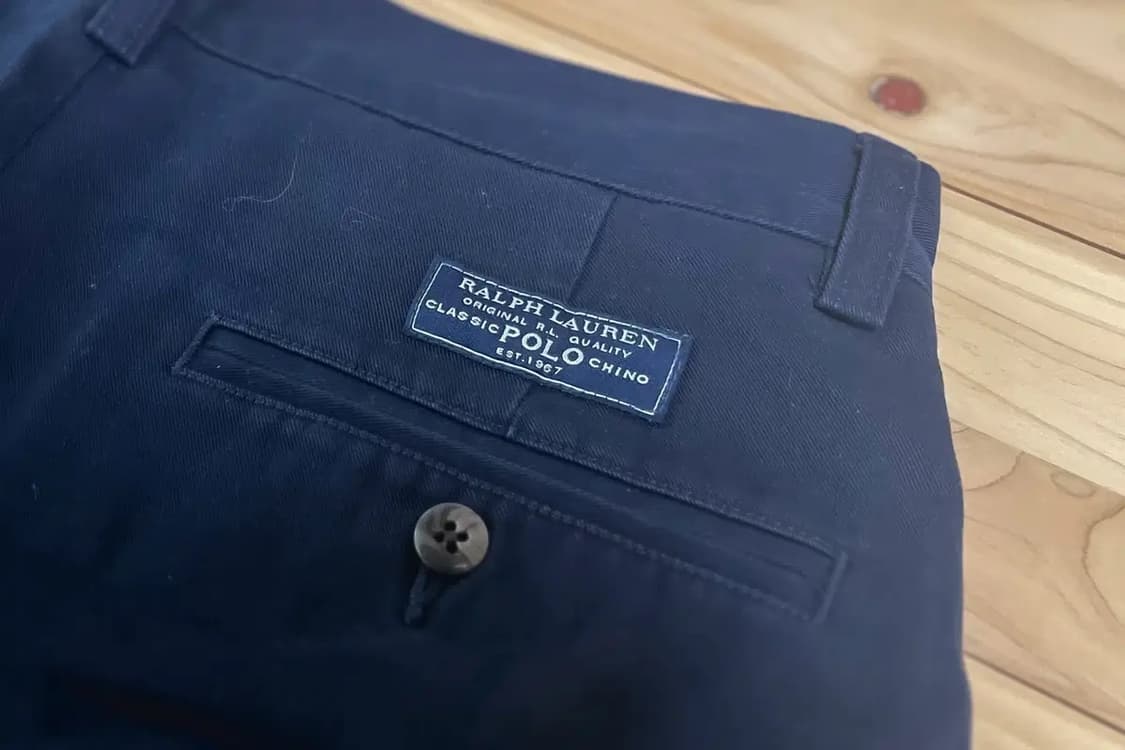 RALPH LAUREN
ORIGINAL R.L. QUALITY
CLASSIC POLO CHINO
EST. 1967